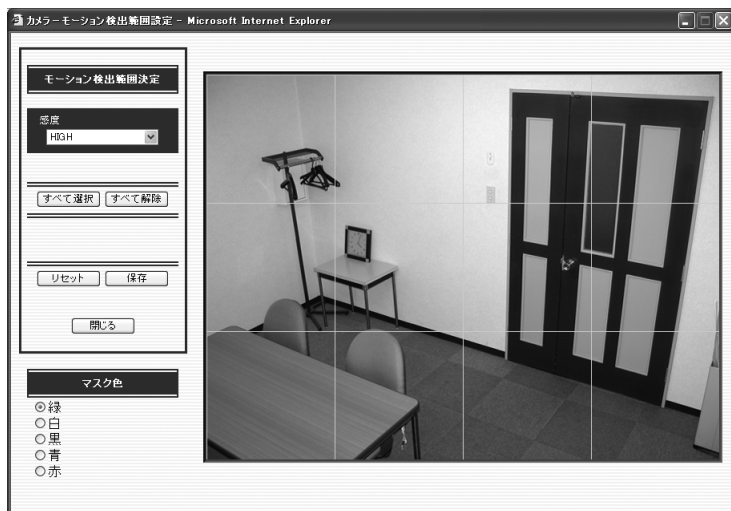 カメラーモーション検出範囲設定 - Microsoft Internet Explorer
モーション検出範囲決定
感度
HIGH
すべて選択 すべて解除
リセット 保存
閉じる
マスク色
緑
白
黒
青
赤